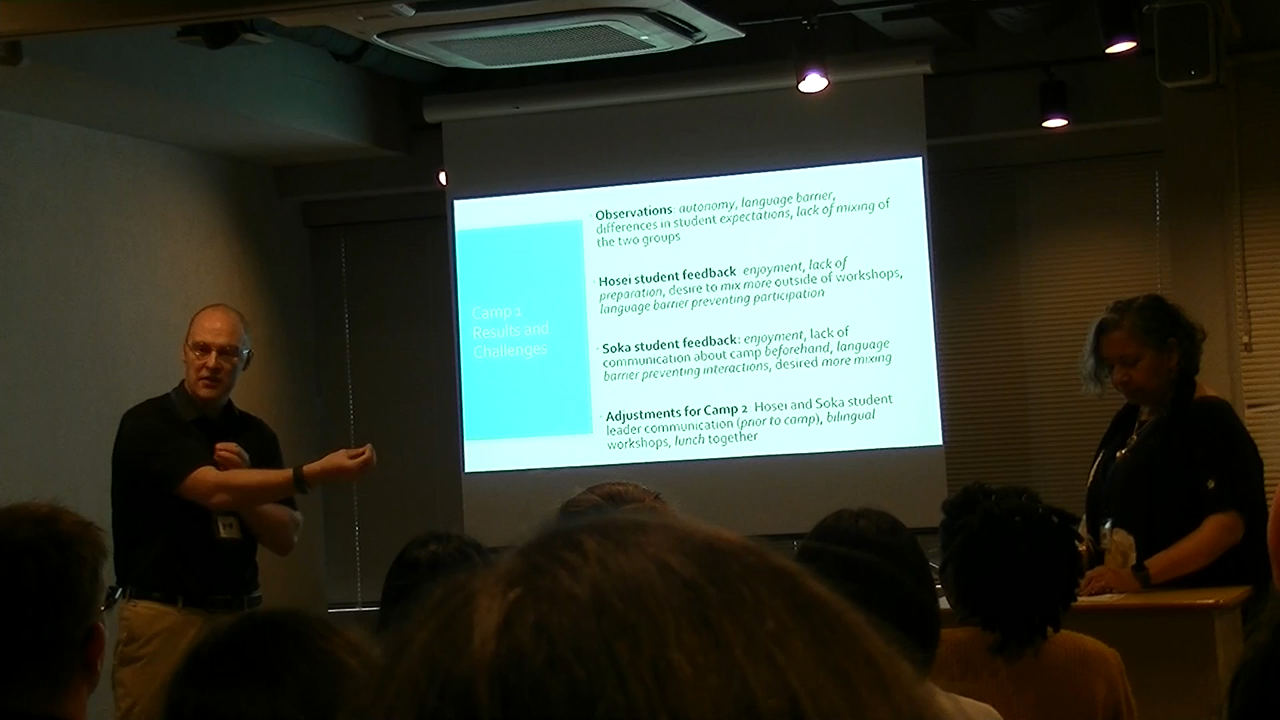 Camp 1
Results and
Challenges
Observations: autonomy, language barrier,
differences in student expectations, lack of mixing of
the two groups
Hosei student feedback: enjoyment, lack of
preparation, desire to mix more outside of workshops,
language barrier preventing participation
Soka student feedback: enjoyment, lack of
communication about camp beforehand, language
barrier preventing interactions, desired more mixing
Adjustments for Camp 2: Hosei and Soka student
leader communication (prior to camp), bilingual
workshops, lunch together